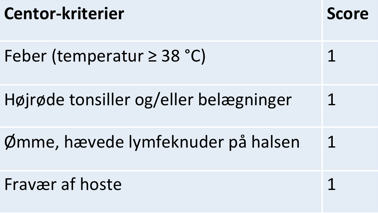 Centor-kriterier Score
Feber (temperatur ≥ 38 °C) 1
Højrøde tonsiller og/eller belægninger 1
Ømme, hævede lymfeknuder på halsen 1
Fravær af hoste 1